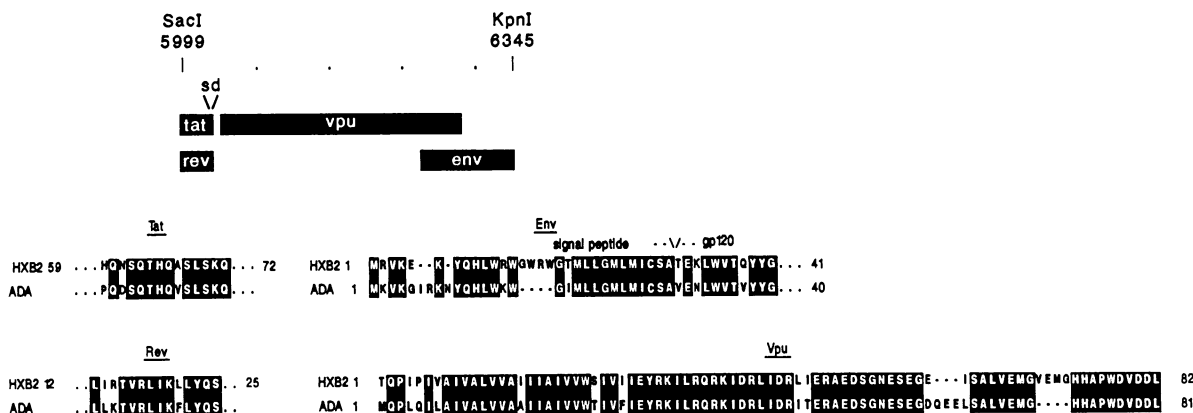 SacI KpnI
5999 6345
sd
tat vpu
rev env
Tat
HXB2 59 ...HQNSQTHQASLSKQ... 72
ADA ...PQDSQTHQVSLSKQ...
Env
signal peptide --\/-- gp120
HXB2 1 MRVKE--K-YQHLWRWGWRWGTMLLGMLMICSATEKLWVTQYYG... 41
ADA 1 MKVKGIRKNYQHLWKW----GIMLLGMLMICSAVENLWVTVYYG... 40
Rev
HXB2 12 ..LIRTVRLIKLLYQS.. 25
ADA ..LLKTVRLIKFLYQS..
Vpu
HXB2 1 TQPIPIVAIVALVVAIIIAIVVWSIVIIEYRKILRQRKIDRLIDRLIERAEDSGNESEGE---ISALVEMGVEMQHHAPWDVDDL 82
ADA 1 MQPLQILAIVALVVAAIIAIVVWTIVFIEYRKILRQRKIDRLIDRITERAEDSGNESEGDQEELSALVEMG----HHAPWDVDDL 81